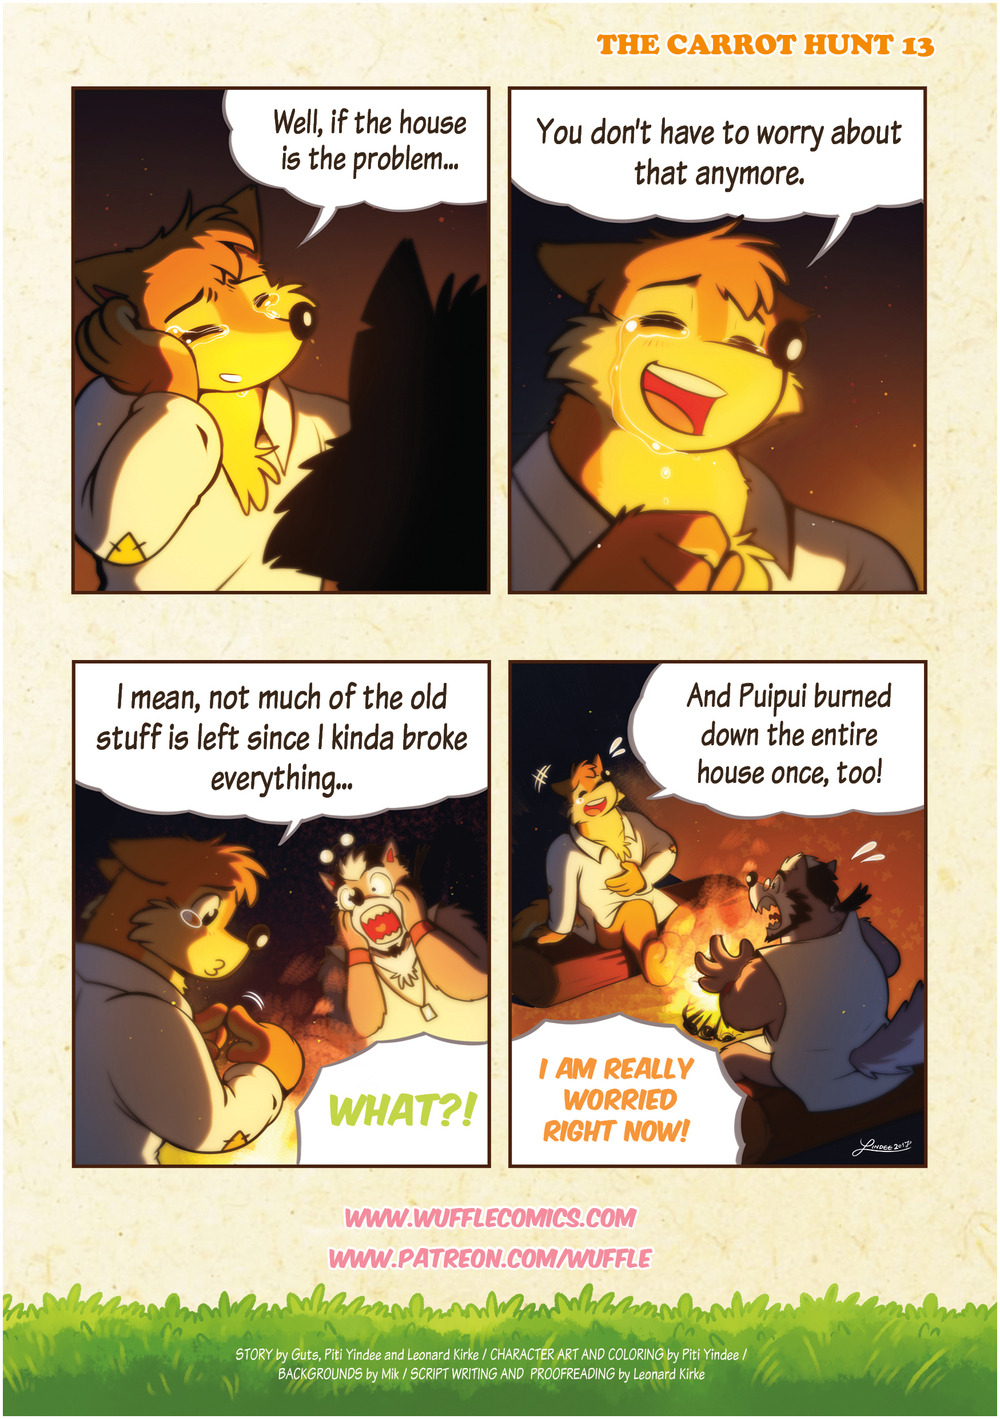 THE CARROT HUNT 13
Well, if the house
is the problem...
You don't have to worry about
that anymore.
I mean, not much of the old
stuff is left since I kinda broke
everything...
WHAT?!
And Puipui burned
down the entire
house once, too!
I AM REALLY
WORRIED
RIGHT NOW!
YINDEE 2017
WWW.WUFFLECOMICS.COM
WWW.PATREON.COM/WUFFLE
STORY by Guts, Piti Yindee and Leonard Kirke / CHARACTER ART AND COLORING by Piti Yindee /
BACKGROUNDS by Mik / SCRIPT WRITING AND PROOFREADING by Leonard Kirke